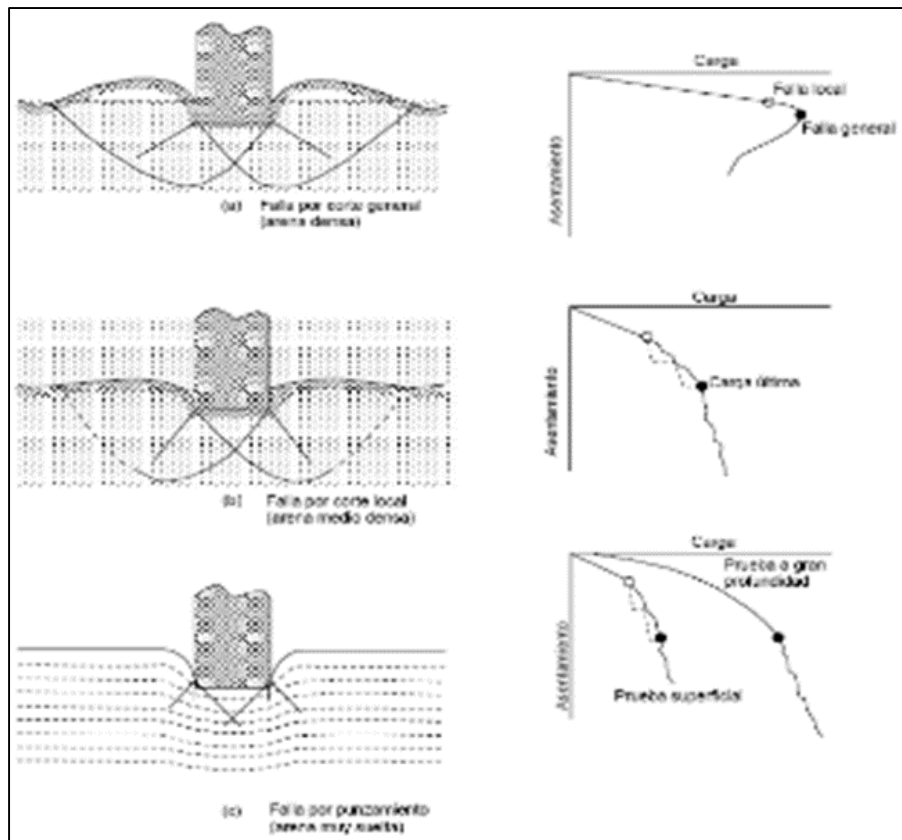 Carga
Falla local
Falla general
Asentamiento
(a) Falla por corte general
(arena densa)
Carga
Carga última
Asentamiento
(b) Falla por corte local
(arena medio densa)
Carga
Prueba a gran
profundidad
Asentamiento
Prueba superficial
(c) Falla por punzamiento
(arena muy suelta)